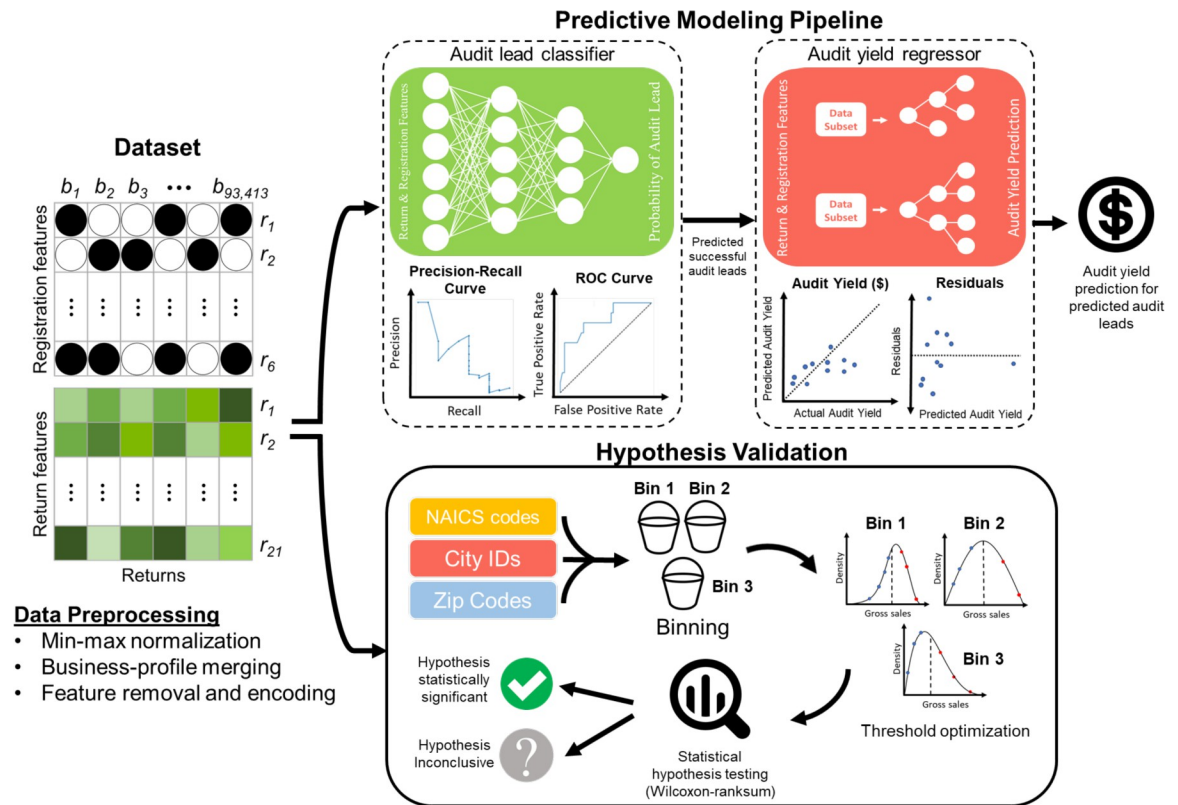 Predictive Modeling Pipeline
Audit lead classifier
Return & Registration Features
Probability of Audit Lead
Precision-Recall
Curve
Precision
Recall
ROC Curve
True Positive Rate
False Positive Rate
Predicted
successful
audit leads
Audit yield regressor
Return & Registration Features
Data
Subset
Data
Subset
Audit Yield Prediction
Audit Yield ($)
Predicted Audit Yield
Actual Audit Yield
Residuals
Residuals
Predicted Audit Yield
$
Audit yield
prediction for
predicted audit
leads
Dataset
b1 b2 b3 ••• b93,413
Registration features
r1
r2
r6
Return features
r1
r2
r21
Returns
Data Preprocessing
• Min-max normalization
• Business-profile merging
• Feature removal and encoding
Hypothesis Validation
NAICS codes
City IDs
Zip Codes
Bin 1 Bin 2
Bin 3
Binning
Bin 1
Density
Gross sales
Bin 2
Density
Gross sales
Bin 3
Density
Gross sales
Threshold optimization
Statistical
hypothesis testing
(Wilcoxon-ranksum)
Hypothesis
statistically
significant
Hypothesis
Inconclusive
?